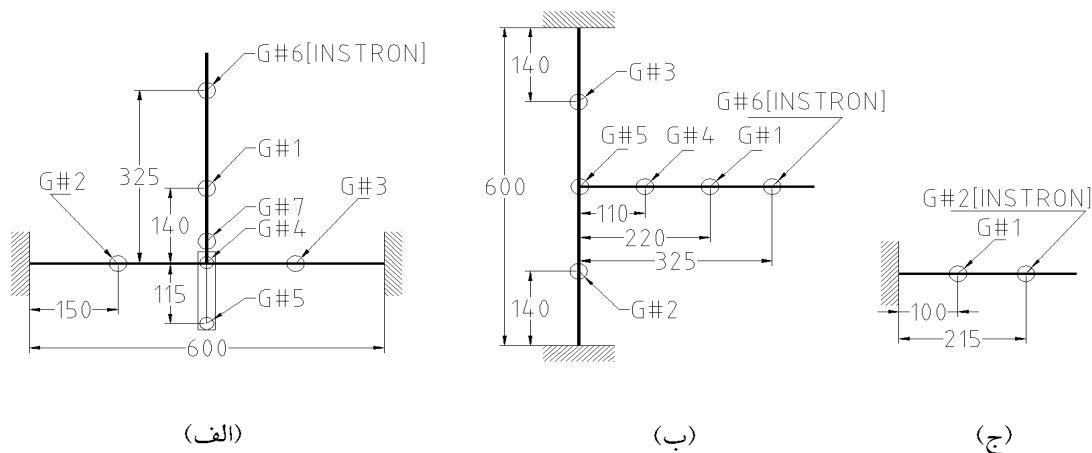 G#6[INSTRON]
G#1
G#2
325
G#3
G#7
140
G#4
115
G#5
150
600
(الف)
140
G#3
G#6[INSTRON]
G#5
G#4
G#1
600
110
220
325
140
G#2
(ب)
G#2[INSTRON]
G#1
100
215
(ج)